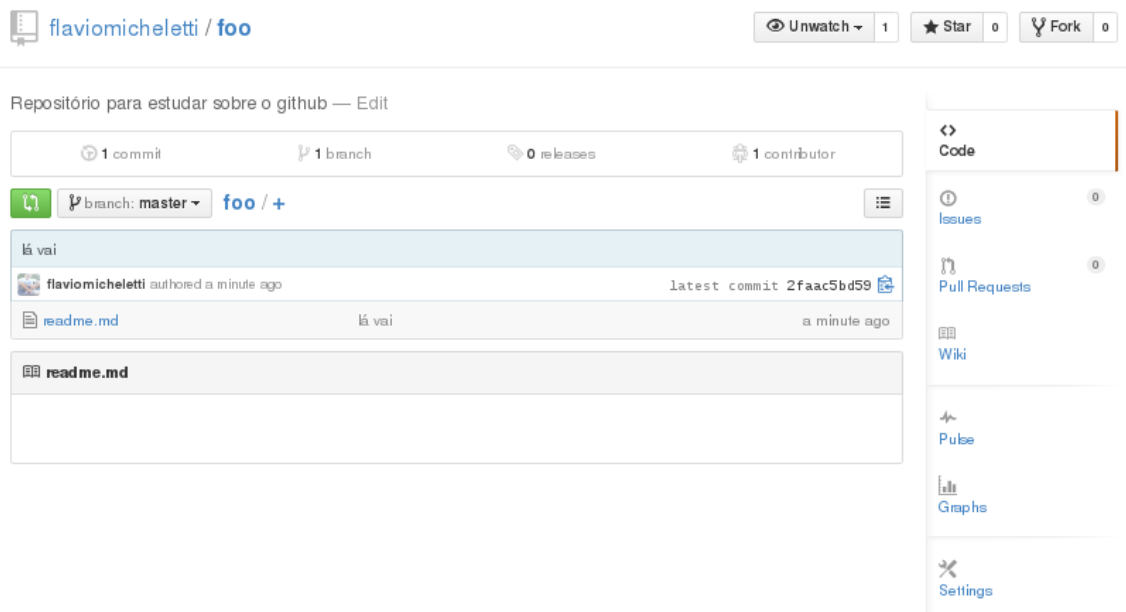 flaviomicheletti / foo
Unwatch 1 Star 0 Fork 0
Repositório para estudar sobre o github — Edit
1 commit 1 branch 0 releases 1 contributor
branch: master foo / +
lá vai
flaviomicheletti authored a minute ago latest commit 2faac5bd59
readme.md lá vai a minute ago
readme.md
Code
Issues 0
Pull Requests 0
Wiki
Pulse
Graphs
Settings